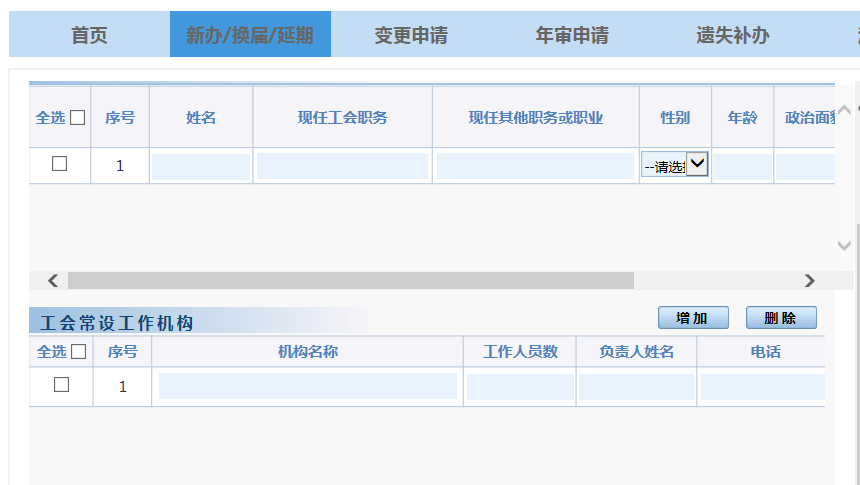 首页 新办/换届/延期 变更申请 年审申请 遗失补办
全选 序号 姓名 现任工会职务 现任其他职务或职业 性别 年龄 政治面
1 --请选
工会常设工作机构 增加 删除
全选 序号 机构名称 工作人员数 负责人姓名 电话
1